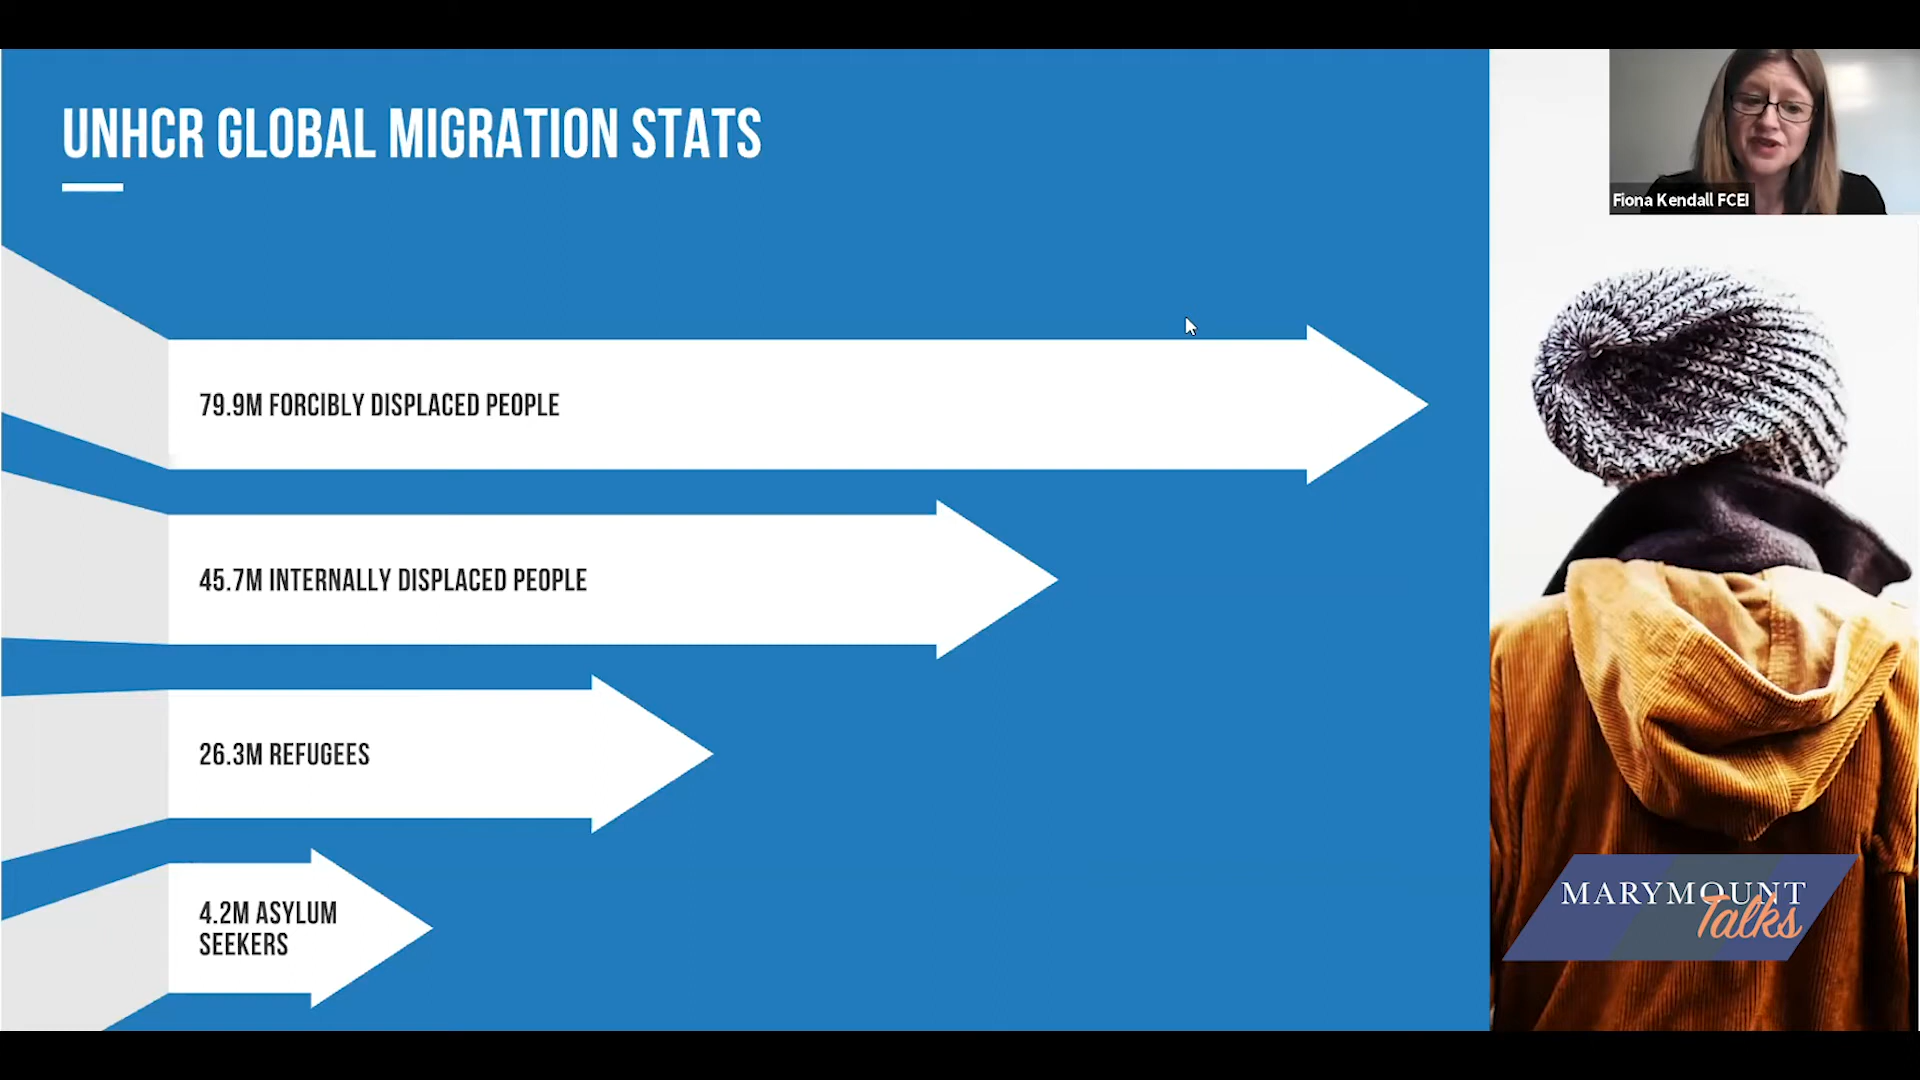 UNHCR GLOBAL MIGRATION STATS
Fiona Kendall FCEI
79.9M FORCIBLY DISPLACED PEOPLE
45.7M INTERNALLY DISPLACED PEOPLE
26.3M REFUGEES
4.2M ASYLUM
SEEKERS
MARYMOUNT
Talks